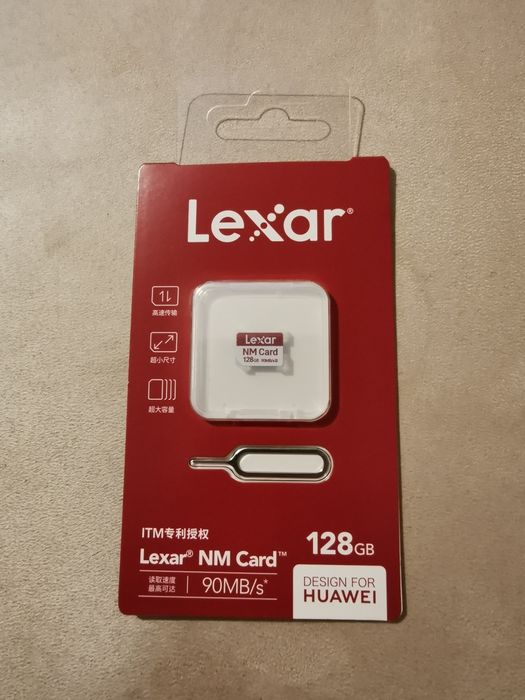 Lexar®
高速传输
超小尺寸
超大容量
Lexar
NM Card
128GB 90MB/s
ITM专利授权
Lexar® NM Card™
128GB
读取速度
最高可达
90MB/s*
DESIGN FOR
HUAWEI